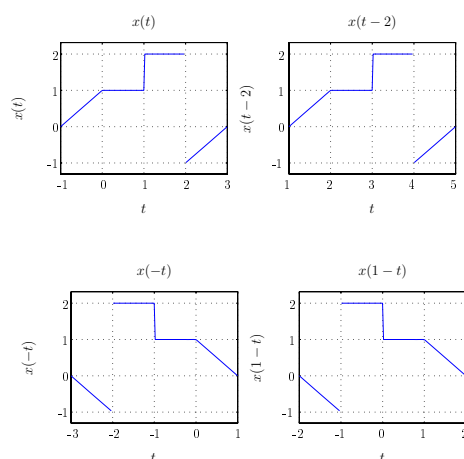 x(t)
x(t)
2
1
0
-1
-1 0 1 2 3
t
x(t − 2)
x(t − 2)
2
1
0
-1
1 2 3 4 5
t
x(−t)
x(−t)
2
1
0
-1
-3 -2 -1 0 1
t
x(1 − t)
x(1 − t)
2
1
0
-1
-2 -1 0 1 2
t